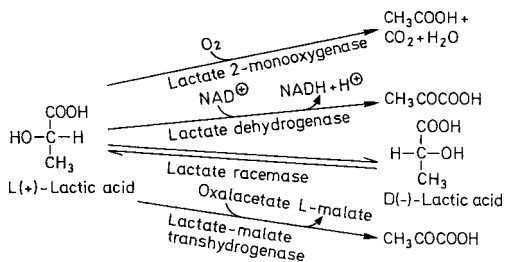 CH3COOH +
CO2 + H2O
O2
Lactate 2-monooxygenase
NAD⊕
NADH + H⊕
CH3COCOOH
Lactate dehydrogenase
COOH
HO-C-H
CH3
L(+)-Lactic acid
COOH
H-C-OH
CH3
D(-)-Lactic acid
Lactate racemase
Oxalacetate
L-malate
Lactate-malate
transhydrogenase
CH3COCOOH